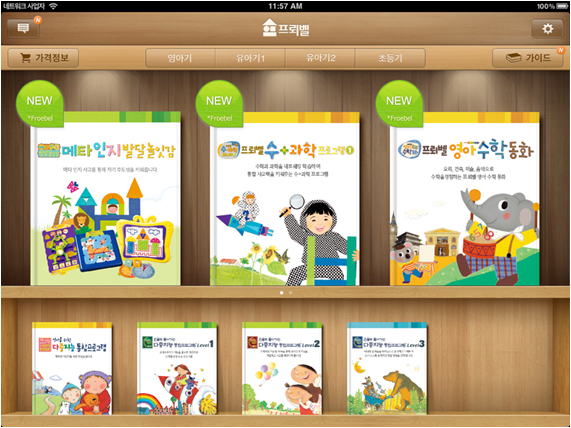 네트워크 사업자
11:57 AM
100%
N
프뢰벨
가격정보
영아기
유아기1
유아기2
초등기
가이드
N
NEW
*Froebel
메타인지발달놀잇감
메타 인지 사고를 통해 자기 주도성을 키워줍니다
NEW
*Froebel
프뢰벨 수+과학 프로그램 1
수학과 과학을 네트워킹 학습하여
통합 사고력을 키워주는 수+과학 프로그램
NEW
*Froebel
프뢰벨 영아수학동화
요리, 건축, 미술, 음악으로
수학을 경험하는 프뢰벨 영아 수학 동화
다중지능 통합프로그램
다중지능 통합프로그램 Level 1
다중지능 통합프로그램 Level 2
다중지능 통합프로그램 Level 3